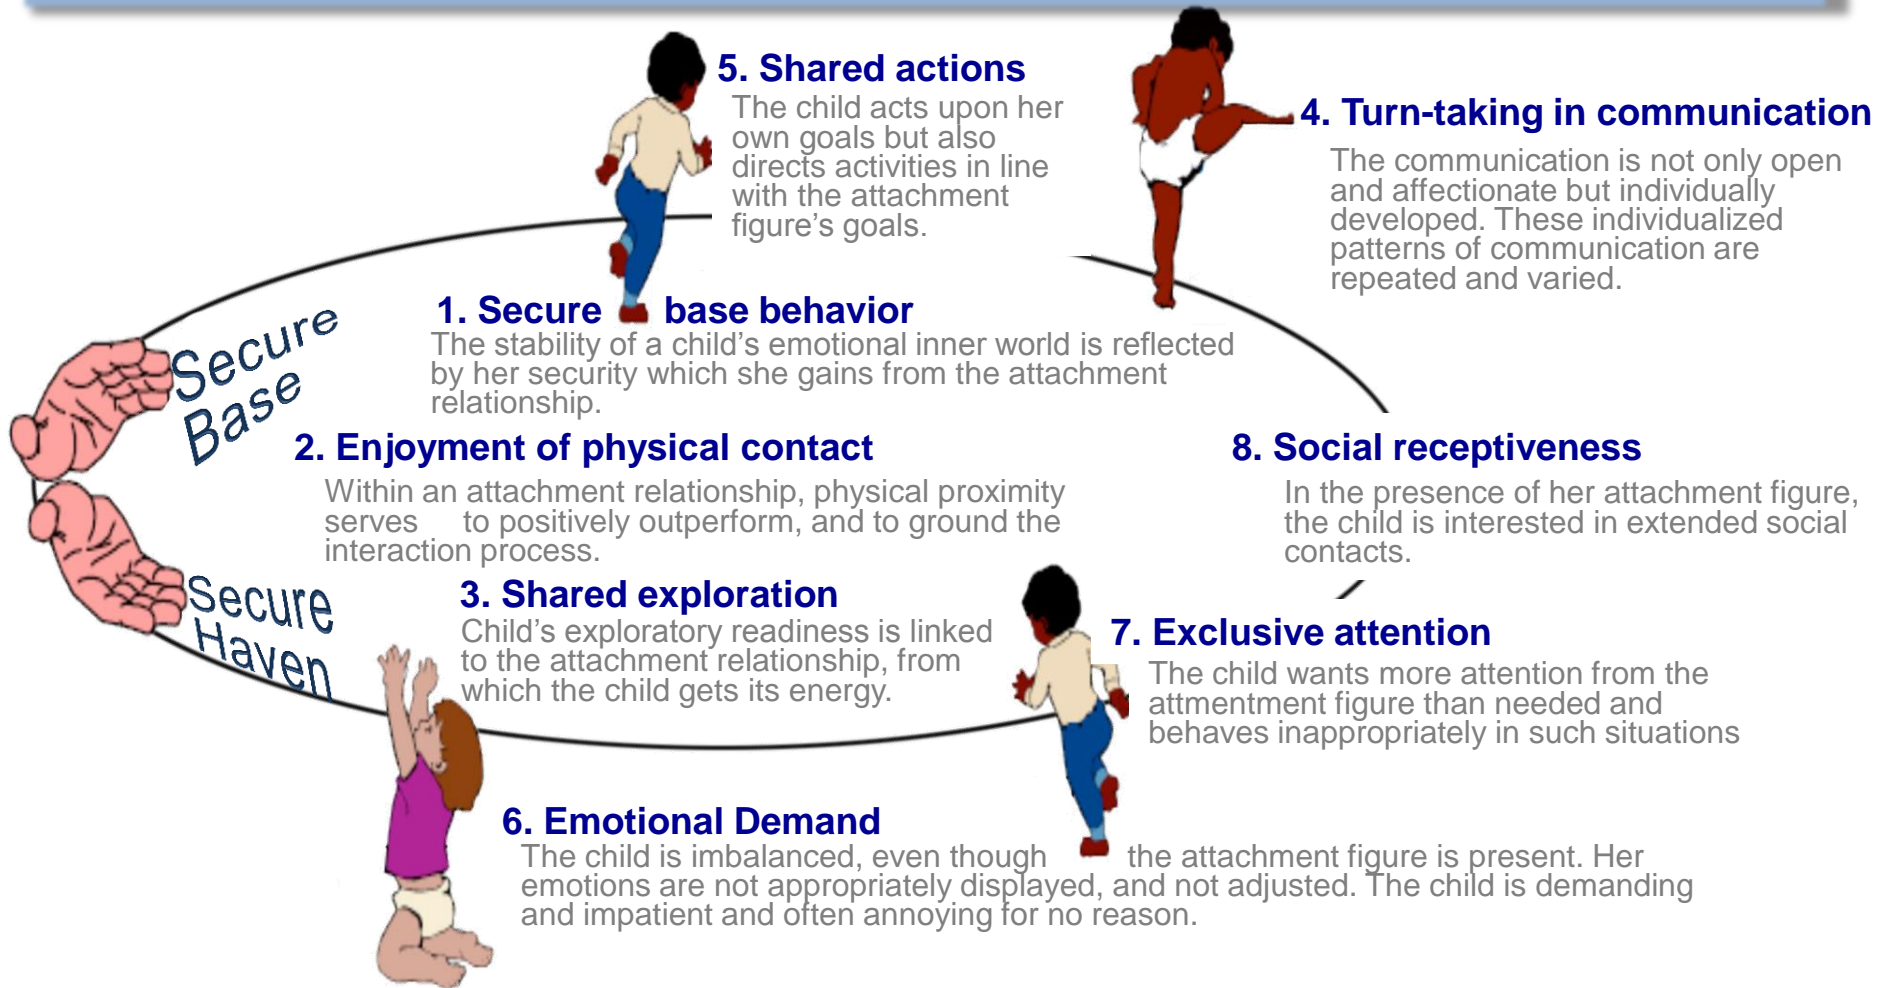 5. Shared actions
The child acts upon her
own goals but also
directs activities in line
with the attachment
figure's goals.
4. Turn-taking in communication
The communication is not only open
and affectionate but individually
developed. These individualized
patterns of communication are
repeated and varied.
Secure
Base
1. Secure base behavior
The stability of a child's emotional inner world is reflected
by her security which she gains from the attachment
relationship.
2. Enjoyment of physical contact
Within an attachment relationship, physical proximity
serves to positively outperform, and to ground the
interaction process.
8. Social receptiveness
In the presence of her attachment figure,
the child is interested in extended social
contacts.
Secure
Haven
3. Shared exploration
Child's exploratory readiness is linked
to the attachment relationship, from
which the child gets its energy.
7. Exclusive attention
The child wants more attention from the
attmentment figure than needed and
behaves inappropriately in such situations
6. Emotional Demand
The child is imbalanced, even though the attachment figure is present. Her
emotions are not appropriately displayed, and not adjusted. The child is demanding
and impatient and often annoying for no reason.